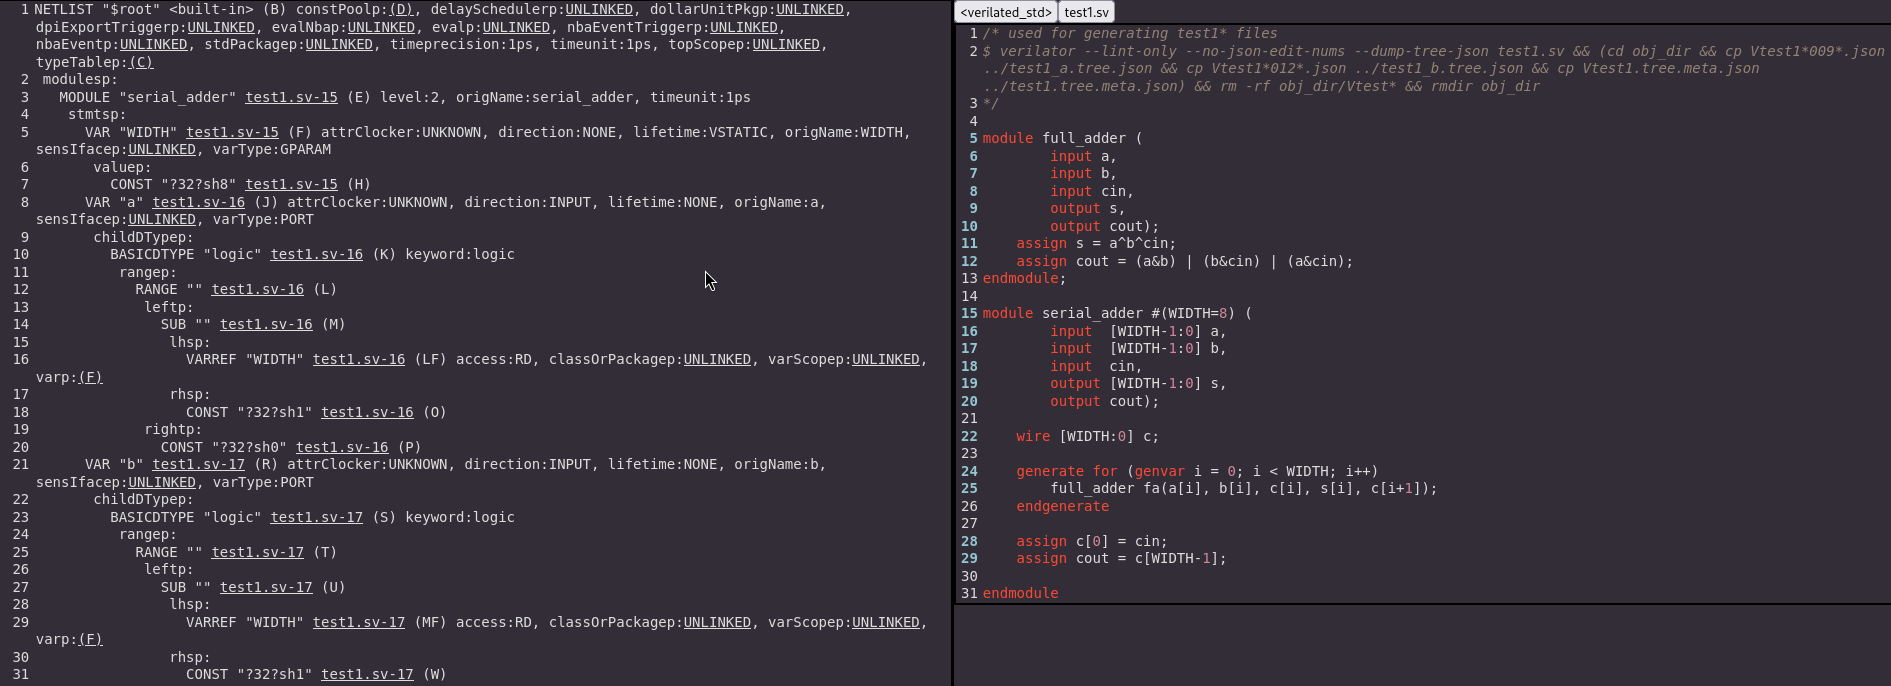 1 NETLIST "$root" <built-in> (B) constPoolp:(D), delaySchedulerp:UNLINKED, dollarUnitPkgp:UNLINKED,
dpiExportTriggerp:UNLINKED, evalNbap:UNLINKED, evalp:UNLINKED, nbaEventTriggerp:UNLINKED,
nbaEventp:UNLINKED, stdPackagep:UNLINKED, timeprecision:1ps, timeunit:1ps, topScopep:UNLINKED,
typeTablep:(C)
2 modulesp:
3 MODULE "serial_adder" test1.sv-15 (E) level:2, origName:serial_adder, timeunit:1ps
4 stmtsp:
5 VAR "WIDTH" test1.sv-15 (F) attrClocker:UNKNOWN, direction:NONE, lifetime:VSTATIC, origName:WIDTH,
sensIfacep:UNLINKED, varType:GPARAM
6 valuep:
7 CONST "?32?sh8" test1.sv-15 (H)
8 VAR "a" test1.sv-16 (J) attrClocker:UNKNOWN, direction:INPUT, lifetime:NONE, origName:a,
sensIfacep:UNLINKED, varType:PORT
9 childDTypep:
10 BASICDTYPE "logic" test1.sv-16 (K) keyword:logic
11 rangep:
12 RANGE "" test1.sv-16 (L)
13 leftp:
14 SUB "" test1.sv-16 (M)
15 lhsp:
16 VARREF "WIDTH" test1.sv-16 (LF) access:RD, classOrPackagep:UNLINKED, varScopep:UNLINKED,
varp:(F)
17 rhsp:
18 CONST "?32?sh1" test1.sv-16 (O)
19 rightp:
20 CONST "?32?sh0" test1.sv-16 (P)
21 VAR "b" test1.sv-17 (R) attrClocker:UNKNOWN, direction:INPUT, lifetime:NONE, origName:b,
sensIfacep:UNLINKED, varType:PORT
22 childDTypep:
23 BASICDTYPE "logic" test1.sv-17 (S) keyword:logic
24 rangep:
25 RANGE "" test1.sv-17 (T)
26 leftp:
27 SUB "" test1.sv-17 (U)
28 lhsp:
29 VARREF "WIDTH" test1.sv-17 (MF) access:RD, classOrPackagep:UNLINKED, varScopep:UNLINKED,
varp:(F)
30 rhsp:
31 CONST "?32?sh1" test1.sv-17 (W)
<verilated_std> test1.sv
1 /* used for generating test1* files
2 $ verilator --lint-only --no-json-edit-nums --dump-tree-json test1.sv && (cd obj_dir && cp Vtest1*009*.json
../test1_a.tree.json && cp Vtest1*012*.json ../test1_b.tree.json && cp Vtest1.tree.meta.json
../test1.tree.meta.json) && rm -rf obj_dir/Vtest* && rmdir obj_dir
3 */
4
5 module full_adder (
6 input a,
7 input b,
8 input cin,
9 output s,
10 output cout);
11 assign s = a^b^cin;
12 assign cout = (a&b) | (b&cin) | (a&cin);
13 endmodule;
14
15 module serial_adder #(WIDTH=8) (
16 input [WIDTH-1:0] a,
17 input [WIDTH-1:0] b,
18 input cin,
19 output [WIDTH-1:0] s,
20 output cout);
21
22 wire [WIDTH:0] c;
23
24 generate for (genvar i = 0; i < WIDTH; i++)
25 full_adder fa(a[i], b[i], c[i], s[i], c[i+1]);
26 endgenerate
27
28 assign c[0] = cin;
29 assign cout = c[WIDTH-1];
30
31 endmodule